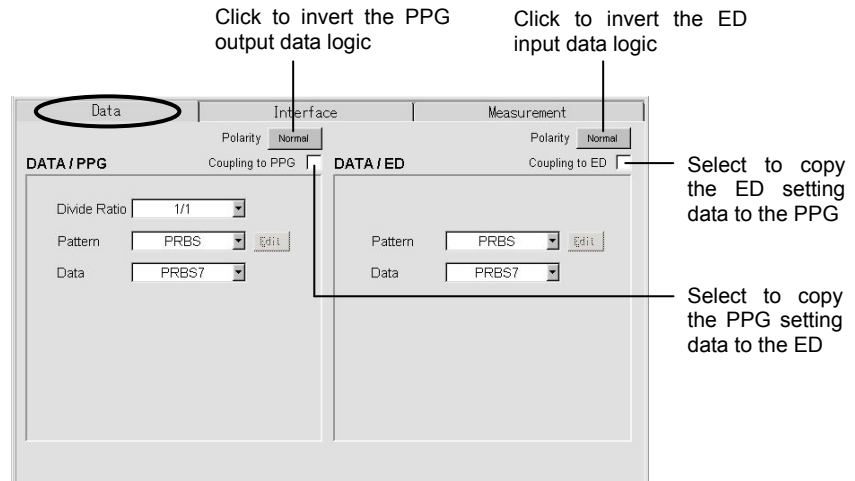 Click to invert the PPG
output data logic
Click to invert the ED
input data logic
Data
Interface
Measurement
Polarity Normal
Polarity Normal
DATA / PPG
Coupling to PPG
DATA / ED
Coupling to ED
Select to copy
the ED setting
data to the PPG
Divide Ratio 1/1
Pattern PRBS Edit
Pattern PRBS Edit
Data PRBS7
Data PRBS7
Select to copy
the PPG setting
data to the ED